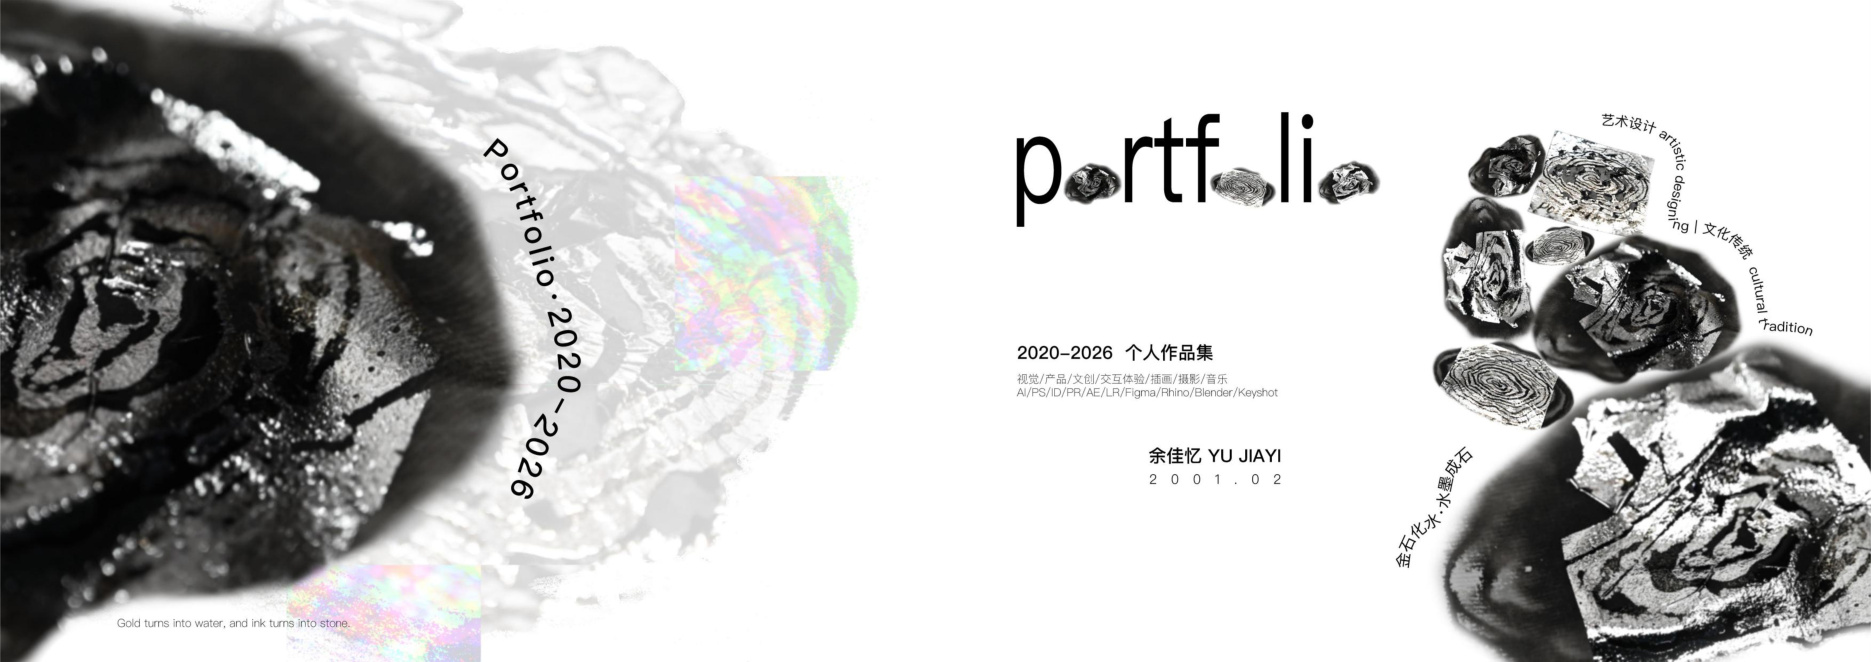 Portfolio·2020-2026
Gold turns into water, and ink turns into stone.
portfolio
2020-2026 个人作品集
视觉/产品/文创/交互体验/插画/摄影/音乐
AI/PS/ID/PR/AE/LR/Figma/Rhino/Blender/Keyshot
余佳忆 YU JIAYI
2001.02
艺术设计 artistic designing | 文化传统 cultural tradition
金石化水·水墨成石